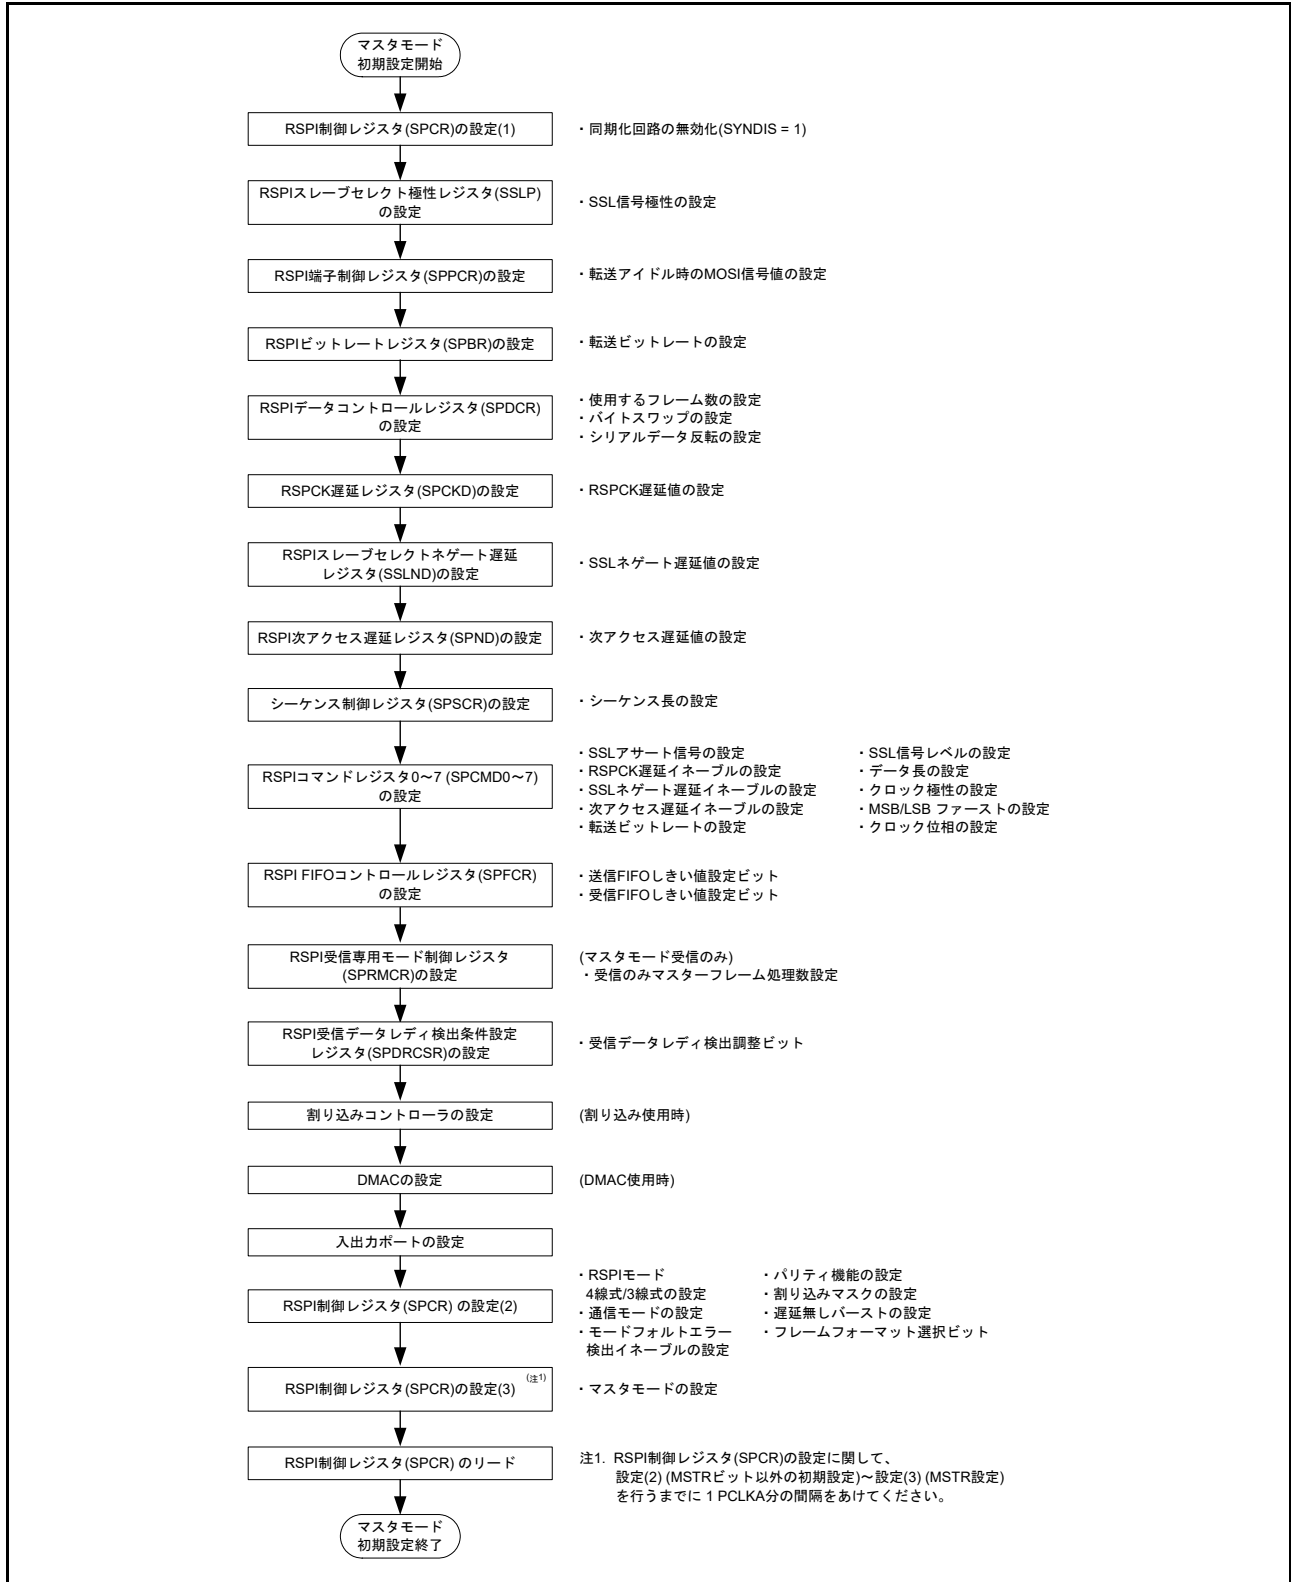 マスタモード
初期設定開始
RSPI制御レジスタ(SPCR)の設定(1)
・同期化回路の無効化(SYNDIS = 1)
RSPIスレーブセレクト極性レジスタ(SSLP)
の設定
・SSL信号極性の設定
RSPI端子制御レジスタ(SPPCR)の設定
・転送アイドル時のMOSI信号値の設定
RSPIビットレートレジスタ(SPBR)の設定
・転送ビットレートの設定
RSPIデータコントロールレジスタ(SPDCR)
の設定
・使用するフレーム数の設定
・バイトスワップの設定
・シリアルデータ反転の設定
RSPCK遅延レジスタ(SPCKD)の設定
・RSPCK遅延値の設定
RSPIスレーブセレクトネゲート遅延
レジスタ(SSLND)の設定
・SSLネゲート遅延値の設定
RSPI次アクセス遅延レジスタ(SPND)の設定
・次アクセス遅延値の設定
シーケンス制御レジスタ(SPSCR)の設定
・シーケンス長の設定
RSPIコマンドレジスタ0～7 (SPCMD0～7)
の設定
・SSLアサート信号の設定
・RSPCK遅延イネーブルの設定
・SSLネゲート遅延イネーブルの設定
・次アクセス遅延イネーブルの設定
・転送ビットレートの設定
・SSL信号レベルの設定
・データ長の設定
・クロック極性の設定
・MSB/LSB ファーストの設定
・クロック位相の設定
RSPI FIFOコントロールレジスタ(SPFCR)
の設定
・送信FIFOしきい値設定ビット
・受信FIFOしきい値設定ビット
RSPI受信専用モード制御レジスタ
(SPRMCR)の設定
(マスタモード受信のみ)
・受信のみマスターフレーム処理数設定
RSPI受信データレディ検出条件設定
レジスタ(SPDRCSR)の設定
・受信データレディ検出調整ビット
割り込みコントローラの設定
(割り込み使用時)
DMACの設定
(DMAC使用時)
入出力ポートの設定
RSPI制御レジスタ(SPCR) の設定(2)
・RSPIモード
4線式/3線式の設定
・通信モードの設定
・モードフォルトエラー
検出イネーブルの設定
・パリティ機能の設定
・割り込みマスクの設定
・遅延無しバーストの設定
・フレームフォーマット選択ビット
RSPI制御レジスタ(SPCR)の設定(3) (注1)
・マスタモードの設定
RSPI制御レジスタ(SPCR) のリード
注1. RSPI制御レジスタ(SPCR)の設定に関して、
設定(2) (MSTRビット以外の初期設定)～設定(3) (MSTR設定)
を行うまでに 1 PCLKA分の間隔をあけてください。
マスタモード
初期設定終了